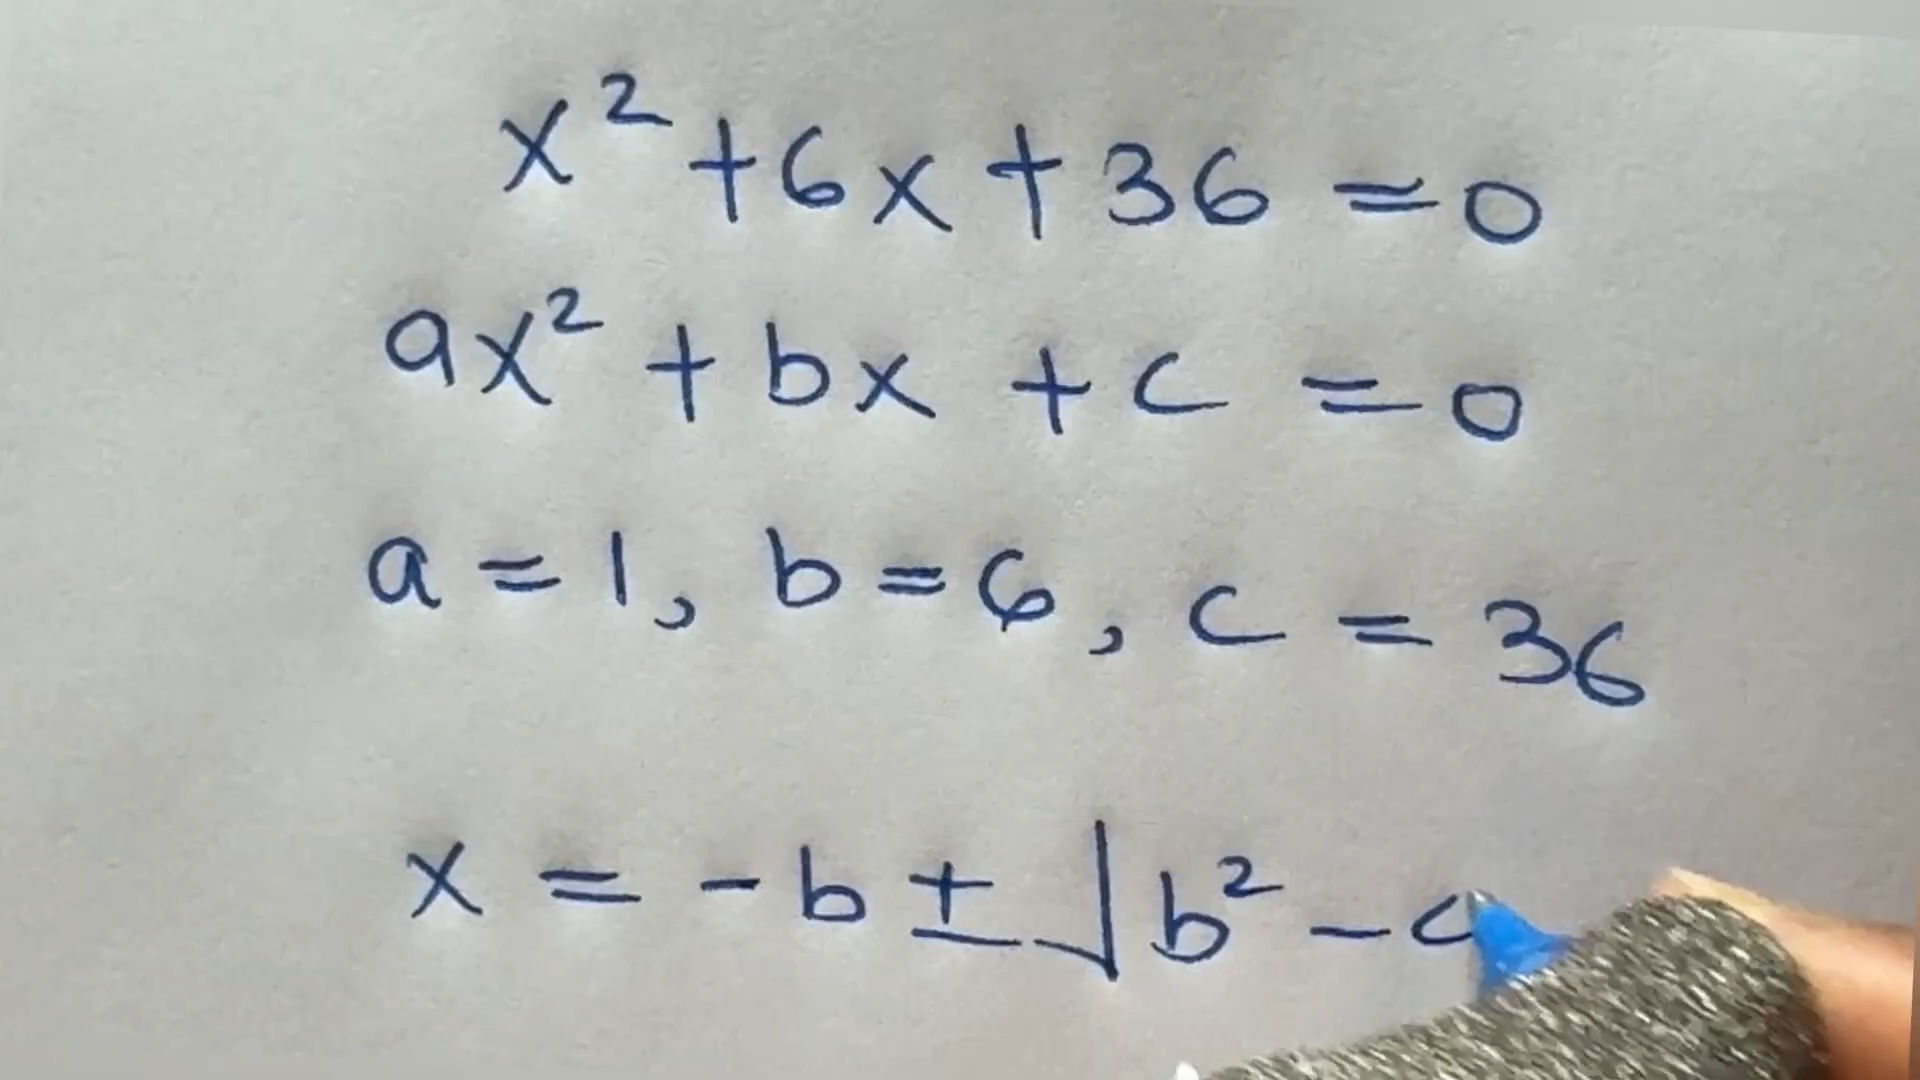 x² + 6x + 36 = 0
ax² + bx + c = 0
a = 1, b = 6, c = 36
x = -b ± √b² -